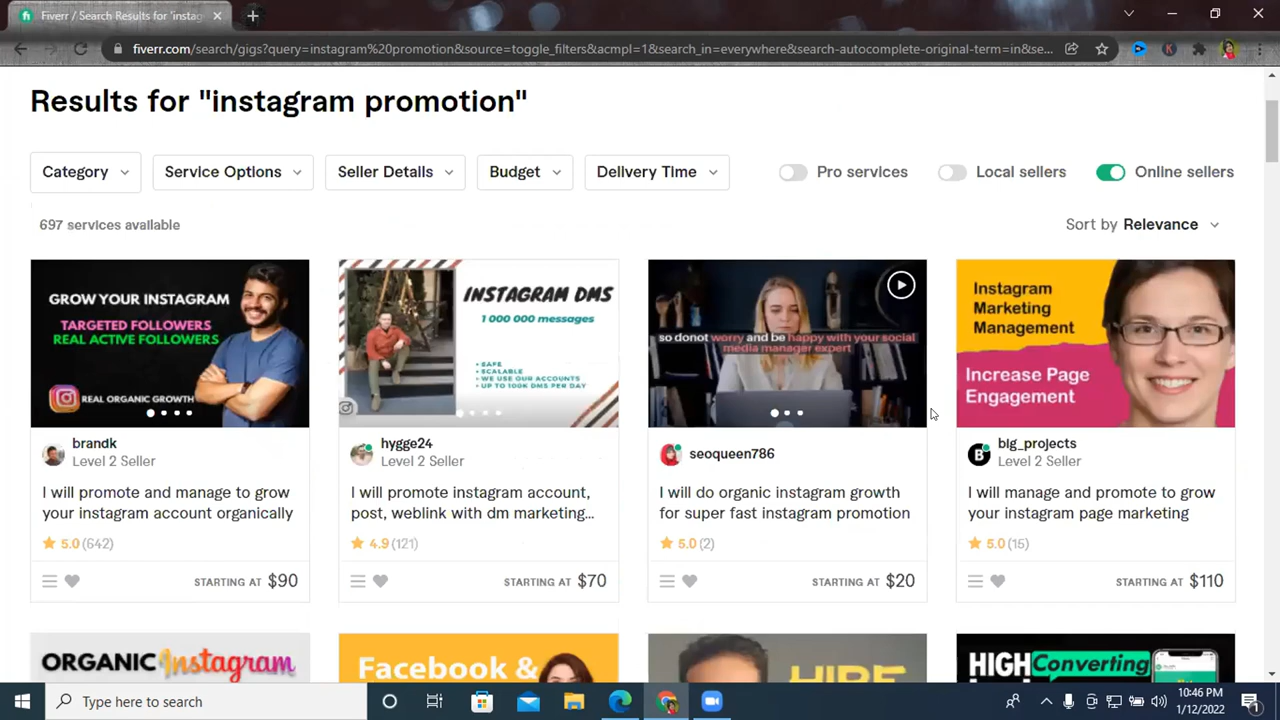 Fiverr / Search Results for 'instag
fiverr.com/search/gigs?query=instagram%20promotion&source=toggle_filters&acmpl=1&search_in=everywhere&search-autocomplete-original-term=in&se...
Results for "instagram promotion"
Category
Service Options
Seller Details
Budget
Delivery Time
Pro services
Local sellers
Online sellers
697 services available
Sort by Relevance
GROW YOUR INSTAGRAM
TARGETED FOLLOWERS
REAL ACTIVE FOLLOWERS
REAL ORGANIC GROWTH
brandk
Level 2 Seller
I will promote and manage to grow
your instagram account organically
5.0 (642)
STARTING AT $90
INSTAGRAM DMS
1 000 000 messages
• SAFE
• SCALABLE
• WE USE OUR ACCOUNTS
• UP TO 100K DMS PER DAY
hygge24
Level 2 Seller
I will promote instagram account,
post, weblink with dm marketing...
4.9 (121)
STARTING AT $70
so donot worry and be happy with your social
media manager expert
seoqueen786
I will do organic instagram growth
for super fast instagram promotion
5.0 (2)
STARTING AT $20
Instagram
Marketing
Management
Increase Page
Engagement
B
big_projects
Level 2 Seller
I will manage and promote to grow
your instagram page marketing
5.0 (15)
STARTING AT $110
ORGANIC Instagram
Facebook &
HIRE
HIGH Converting
Type here to search
10:46 PM
1/12/2022
1